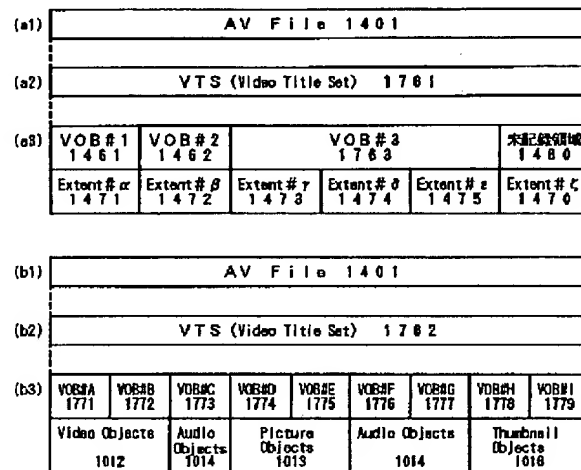 (a1) AV File 1401
(a2) VTS (Video Title Set) 1761
(a3) VOB#1 VOB#2 VOB#3 未記録領域
1461 1462 1763 1460
Extent#α Extent#β Extent#γ Extent#δ Extent#ε Extent#ζ
1471 1472 1473 1474 1475 1470
(b1) AV File 1401
(b2) VTS (Video Title Set) 1762
(b3) VOB#A VOB#B VOB#C VOB#D VOB#E VOB#F VOB#G VOB#H VOB#I
1771 1772 1773 1774 1775 1776 1777 1778 1779
Video Objects Audio Objects Picture Objects Audio Objects Thumbnail Objects
1012 1014 1013 1014 1016